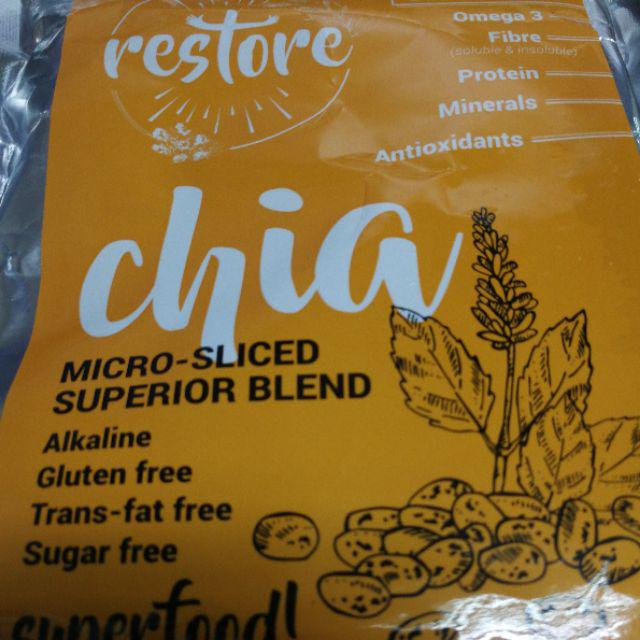 restore
Omega 3
Fibre
(soluble & insoluble)
Protein
Minerals
Antioxidants
chia
MICRO-SLICED
SUPERIOR BLEND
Alkaline
Gluten free
Trans-fat free
Sugar free
superfood!